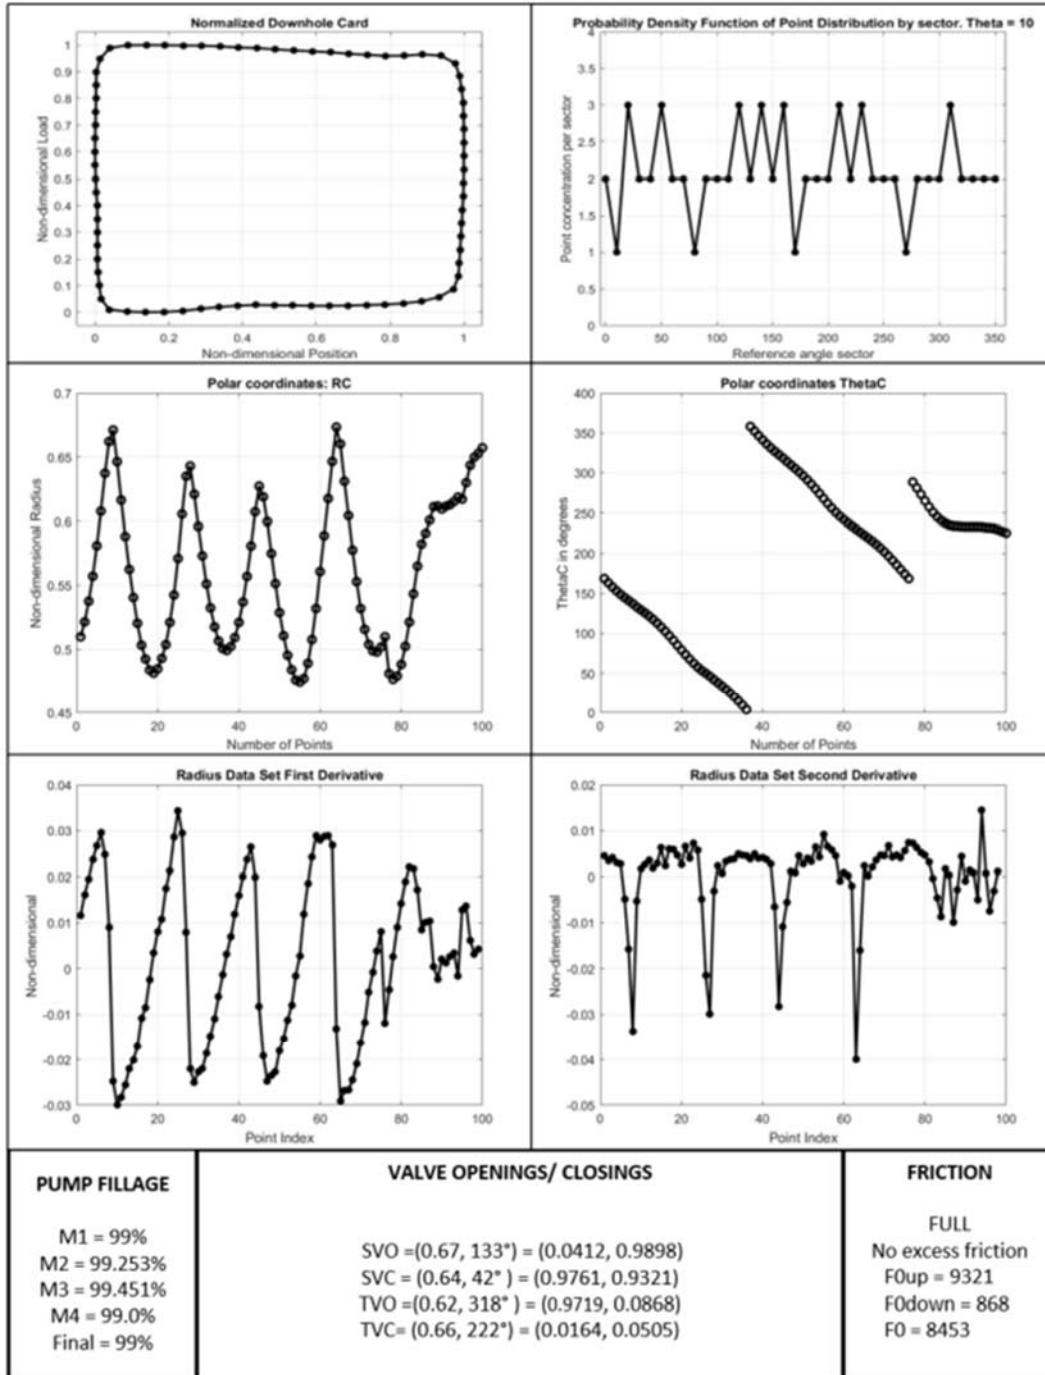 Normalized Downhole Card
1
0.9
0.8
0.7
0.6
0.5
0.4
0.3
0.2
0.1
0
Non-dimensional Load
0 0.2 0.4 0.6 0.8 1
Non-dimensional Position
Probability Density Function of Point Distribution by sector. Theta = 10
4
3.5
3
2.5
2
1.5
1
0.5
0
Point concentration per sector
0 50 100 150 200 250 300 350
Reference angle sector
Polar coordinates: RC
0.7
0.65
0.6
0.55
0.5
0.45
Non-dimensional Radius
0 20 40 60 80 100
Number of Points
Polar coordinates ThetaC
400
350
300
250
200
150
100
50
0
ThetaC in degrees
0 20 40 60 80 100
Number of Points
Radius Data Set First Derivative
0.04
0.03
0.02
0.01
0
-0.01
-0.02
-0.03
Non-dimensional
0 20 40 60 80 100
Point Index
Radius Data Set Second Derivative
0.02
0.01
0
-0.01
-0.02
-0.03
-0.04
-0.05
Non-dimensional
0 20 40 60 80 100
Point Index
PUMP FILLAGE
M1 = 99%
M2 = 99.253%
M3 = 99.451%
M4 = 99.0%
Final = 99%
VALVE OPENINGS/ CLOSINGS
SVO =(0.67, 133°) = (0.0412, 0.9898)
SVC = (0.64, 42° ) = (0.9761, 0.9321)
TVO =(0.62, 318° ) = (0.9719, 0.0868)
TVC= (0.66, 222°) = (0.0164, 0.0505)
FRICTION
FULL
No excess friction
F0up = 9321
F0down = 868
F0 = 8453